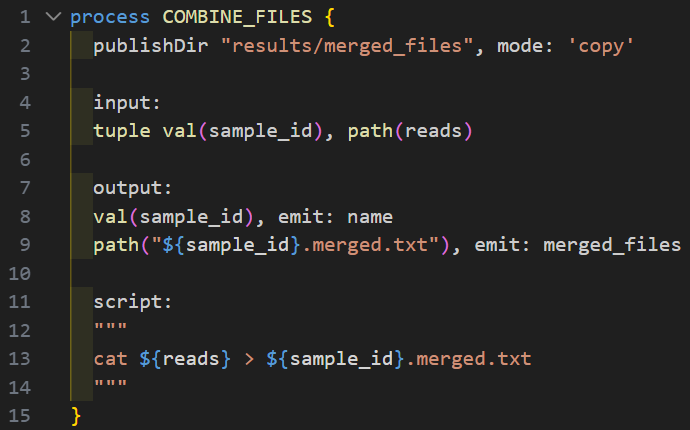 1 process COMBINE_FILES {
2 publishDir "results/merged_files", mode: 'copy'
3
4 input:
5 tuple val(sample_id), path(reads)
6
7 output:
8 val(sample_id), emit: name
9 path("${sample_id}.merged.txt"), emit: merged_files
10
11 script:
12 """
13 cat ${reads} > ${sample_id}.merged.txt
14 """
15 }